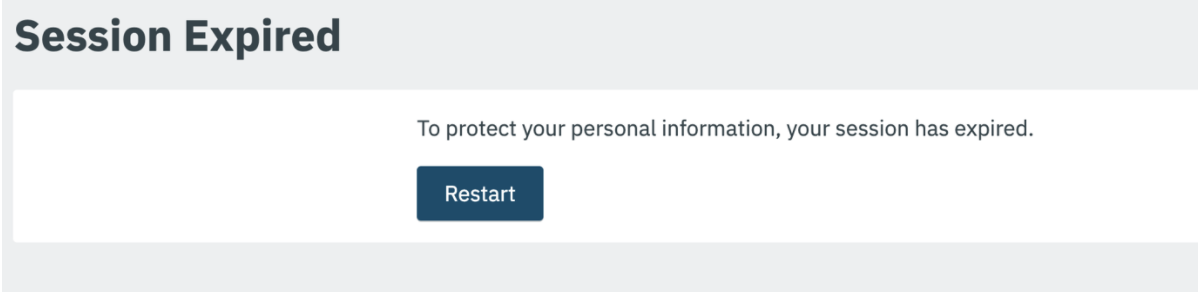 Session Expired
To protect your personal information, your session has expired.
Restart